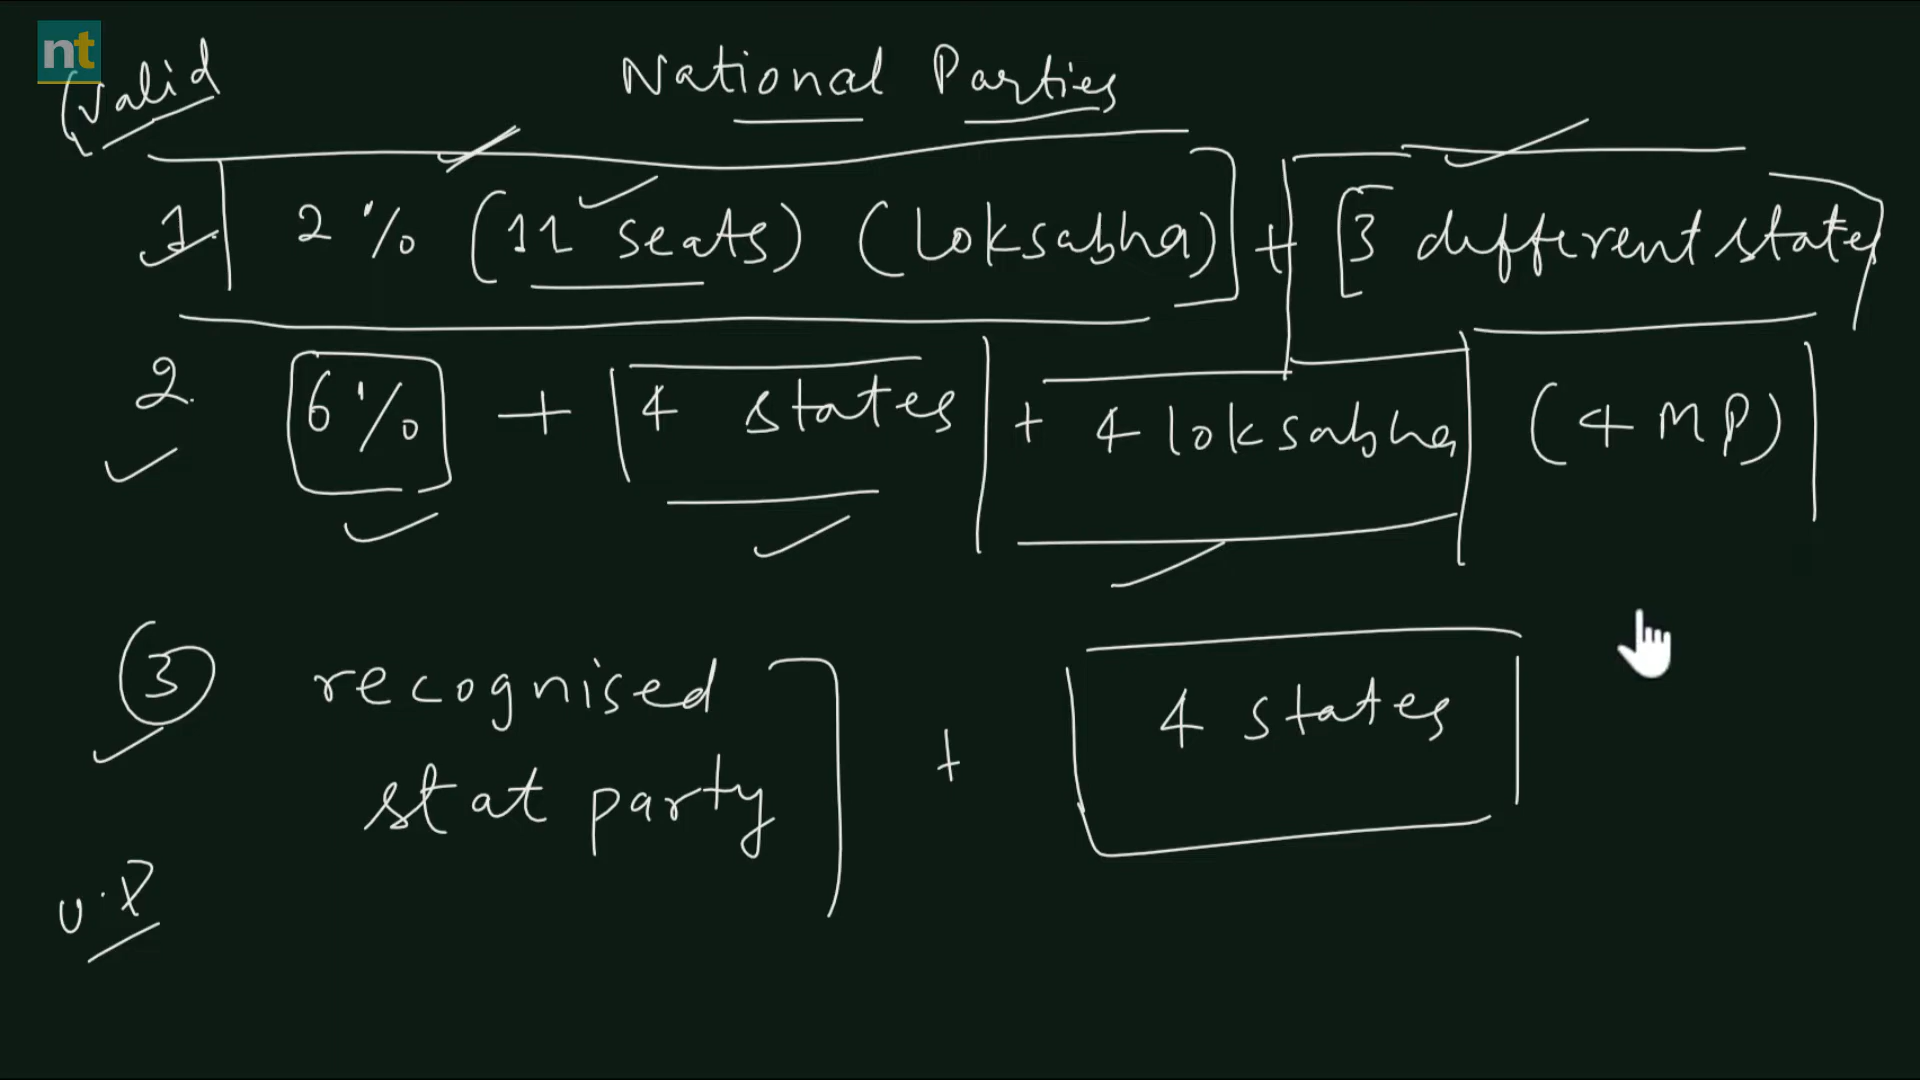 nt
(valid
National Parties
1. 2% (11 seats) (Loksabha) + [3 different states
2. 6% + 4 states + 4 loksabha (4 MP)
3 recognised + 4 states
stat party
U.P